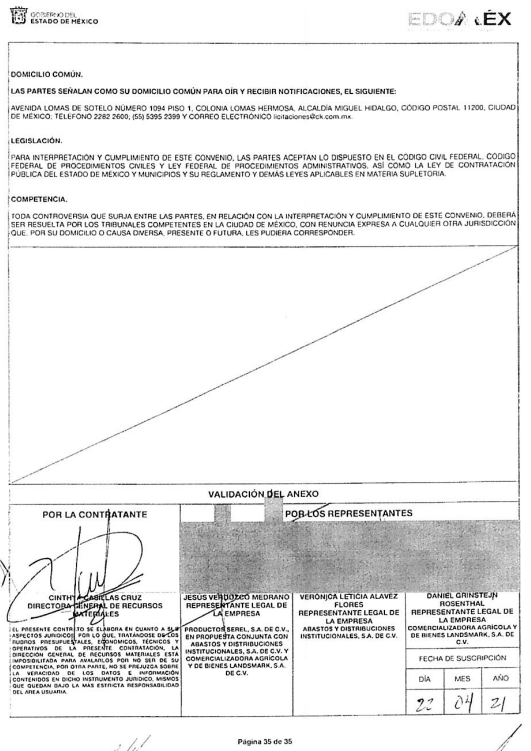 GOBIERNO DEL
ESTADO DE MÉXICO
EDOMÉX
DOMICILIO COMÚN.
LAS PARTES SEÑALAN COMO SU DOMICILIO COMÚN PARA OÍR Y RECIBIR NOTIFICACIONES, EL SIGUIENTE:
AVENIDA LOMAS DE SOTELO NÚMERO 1094 PISO 1, COLONIA LOMAS HERMOSA, ALCALDÍA MIGUEL HIDALGO, CÓDIGO POSTAL 11200, CIUDAD
DE MÉXICO; TELÉFONO 2282 2600; (55) 5395 2399 Y CORREO ELECTRÓNICO licitaciones@ck.com.mx.
LEGISLACIÓN.
PARA INTERPRETACIÓN Y CUMPLIMIENTO DE ESTE CONVENIO, LAS PARTES ACEPTAN LO DISPUESTO EN EL CÓDIGO CIVIL FEDERAL, CÓDIGO
FEDERAL DE PROCEDIMIENTOS CIVILES Y LEY FEDERAL DE PROCEDIMIENTOS ADMINISTRATIVOS, ASÍ COMO LA LEY DE CONTRATACIÓN
PÚBLICA DEL ESTADO DE MÉXICO Y MUNICIPIOS Y SU REGLAMENTO Y DEMÁS LEYES APLICABLES EN MATERIA SUPLETORIA.
COMPETENCIA.
TODA CONTROVERSIA QUE SURJA ENTRE LAS PARTES, EN RELACIÓN CON LA INTERPRETACIÓN Y CUMPLIMIENTO DE ESTE CONVENIO, DEBERÁ
SER RESUELTA POR LOS TRIBUNALES COMPETENTES EN LA CIUDAD DE MÉXICO, CON RENUNCIA EXPRESA A CUALQUIER OTRA JURISDICCIÓN
QUE, POR SU DOMICILIO O CAUSA DIVERSA, PRESENTE O FUTURA, LES PUDIERA CORRESPONDER.
VALIDACIÓN DEL ANEXO
POR LA CONTRATANTE
POR LOS REPRESENTANTES
CINTHYA CASILLAS CRUZ
DIRECTORA GENERAL DE RECURSOS
MATERIALES
EL PRESENTE CONTRATO SE ELABORA EN CUANTO A SUS
ASPECTOS JURÍDICOS, POR LO QUE, TRATÁNDOSE DE LOS
RUBROS PRESUPUESTALES, ECONÓMICOS, TÉCNICOS Y
OPERATIVOS DE LA PRESENTE CONTRATACIÓN, LA
DIRECCIÓN GENERAL DE RECURSOS MATERIALES ESTÁ
IMPOSIBILITADA PARA AVALARLOS POR NO SER DE SU
COMPETENCIA, POR OTRA PARTE, NO SE PREJUZGA SOBRE
LA VERACIDAD DE LOS DATOS E INFORMACIÓN
CONTENIDOS EN DICHO INSTRUMENTO JURÍDICO, MISMOS
QUE QUEDAN BAJO LA MÁS ESTRICTA RESPONSABILIDAD
DEL ÁREA USUARIA.
JESÚS VERDUZCO MEDRANO
REPRESENTANTE LEGAL DE
LA EMPRESA
PRODUCTOS SEREL, S.A. DE C.V.,
EN PROPUESTA CONJUNTA CON
ABASTOS Y DISTRIBUCIONES
INSTITUCIONALES, S.A. DE C.V. Y
COMERCIALIZADORA AGRÍCOLA
Y DE BIENES LANDSMARK, S.A.
DE C.V.
VERÓNICA LETICIA ALAVEZ
FLORES
REPRESENTANTE LEGAL DE
LA EMPRESA
ABASTOS Y DISTRIBUCIONES
INSTITUCIONALES, S.A. DE C.V.
DANIEL GRINSTEJN
ROSENTHAL
REPRESENTANTE LEGAL DE
LA EMPRESA
COMERCIALIZADORA AGRÍCOLA Y
DE BIENES LANDSMARK, S.A. DE
C.V.
FECHA DE SUSCRIPCIÓN
DÍA MES AÑO
22 04 21
Página 35 de 35